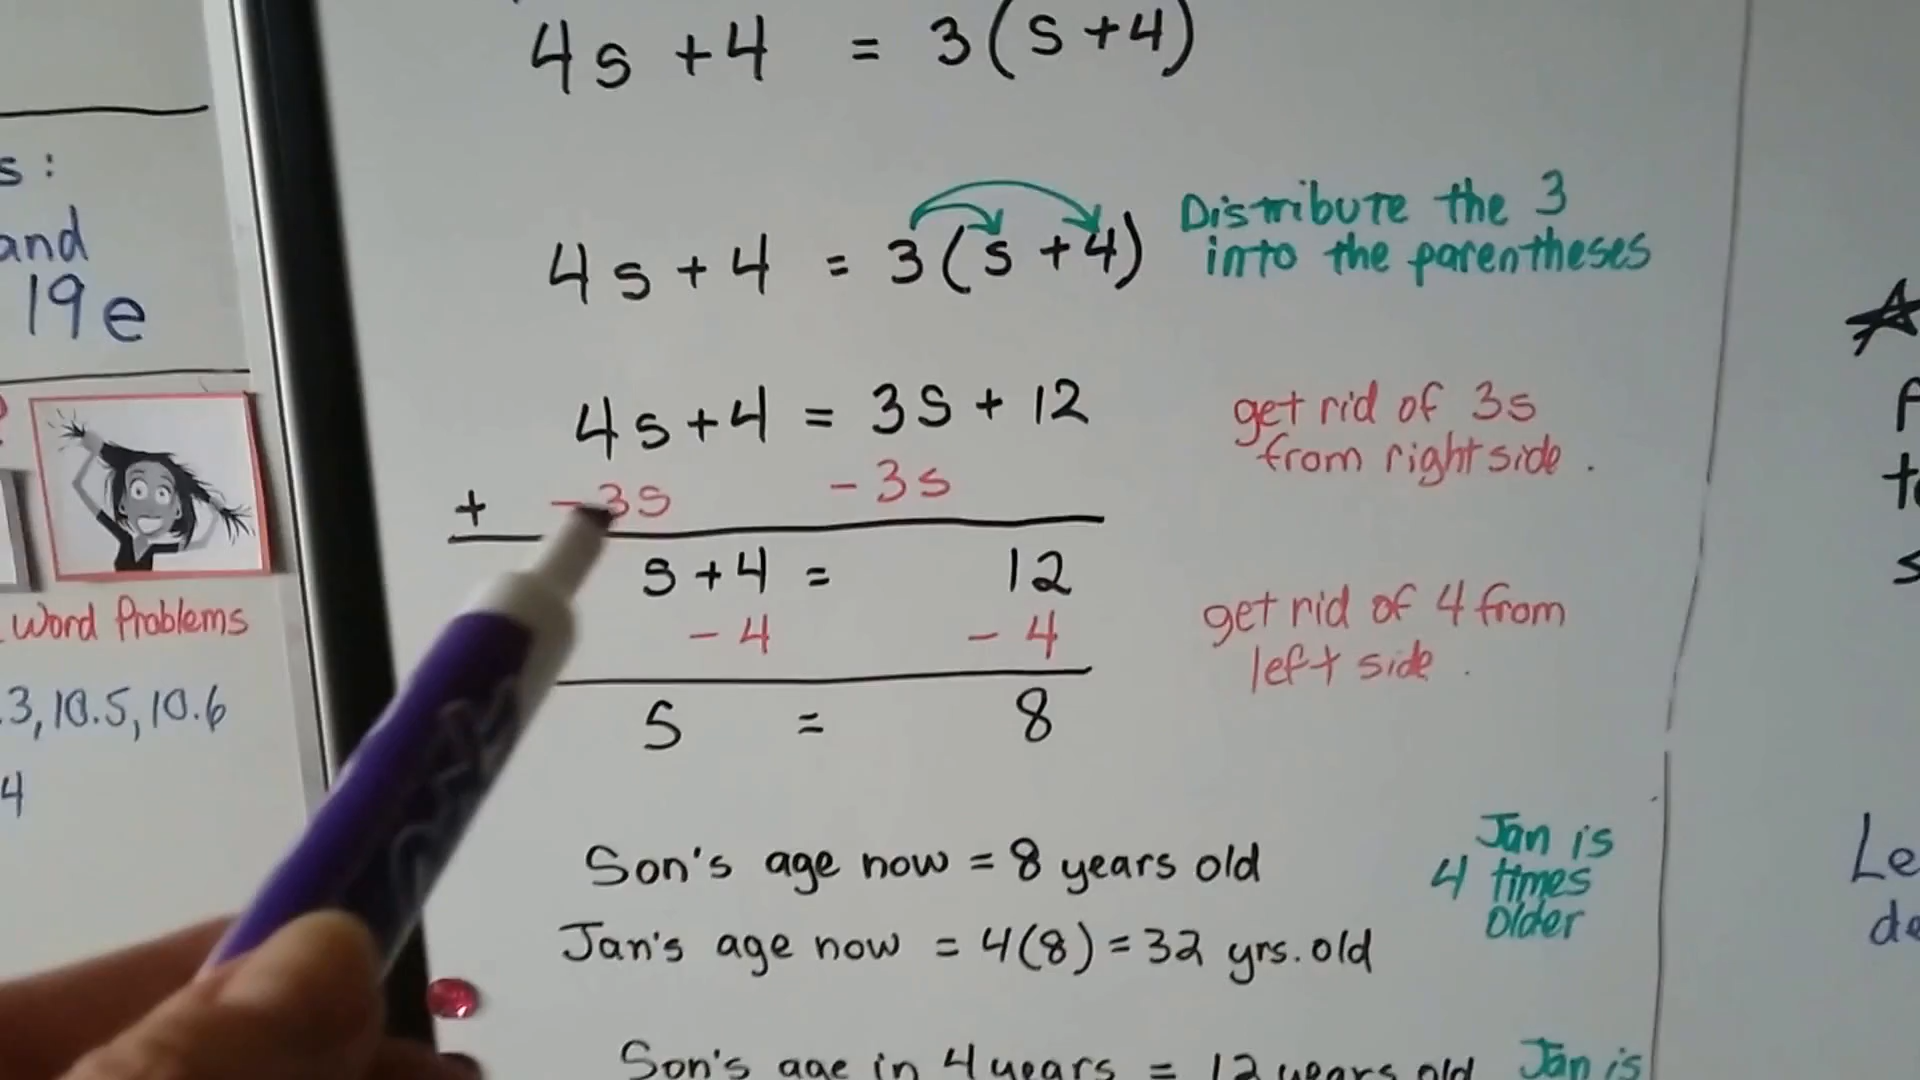 4s + 4 = 3(s + 4)
4s + 4 = 3(s + 4) Distribute the 3
into the parentheses
4s + 4 = 3s + 12 get rid of 3s
from right side.
+ -3s -3s
s + 4 = 12
get rid of 4 from
- 4 - 4
left side.
s = 8
Son's age now = 8 years old
Jan is
4 times
older
Jan's age now = 4(8) = 32 yrs. old
Son's age in 4 years = 12 years old Jan is
s:
and
19e
Word Problems
.3, 10.5, 10.6
4